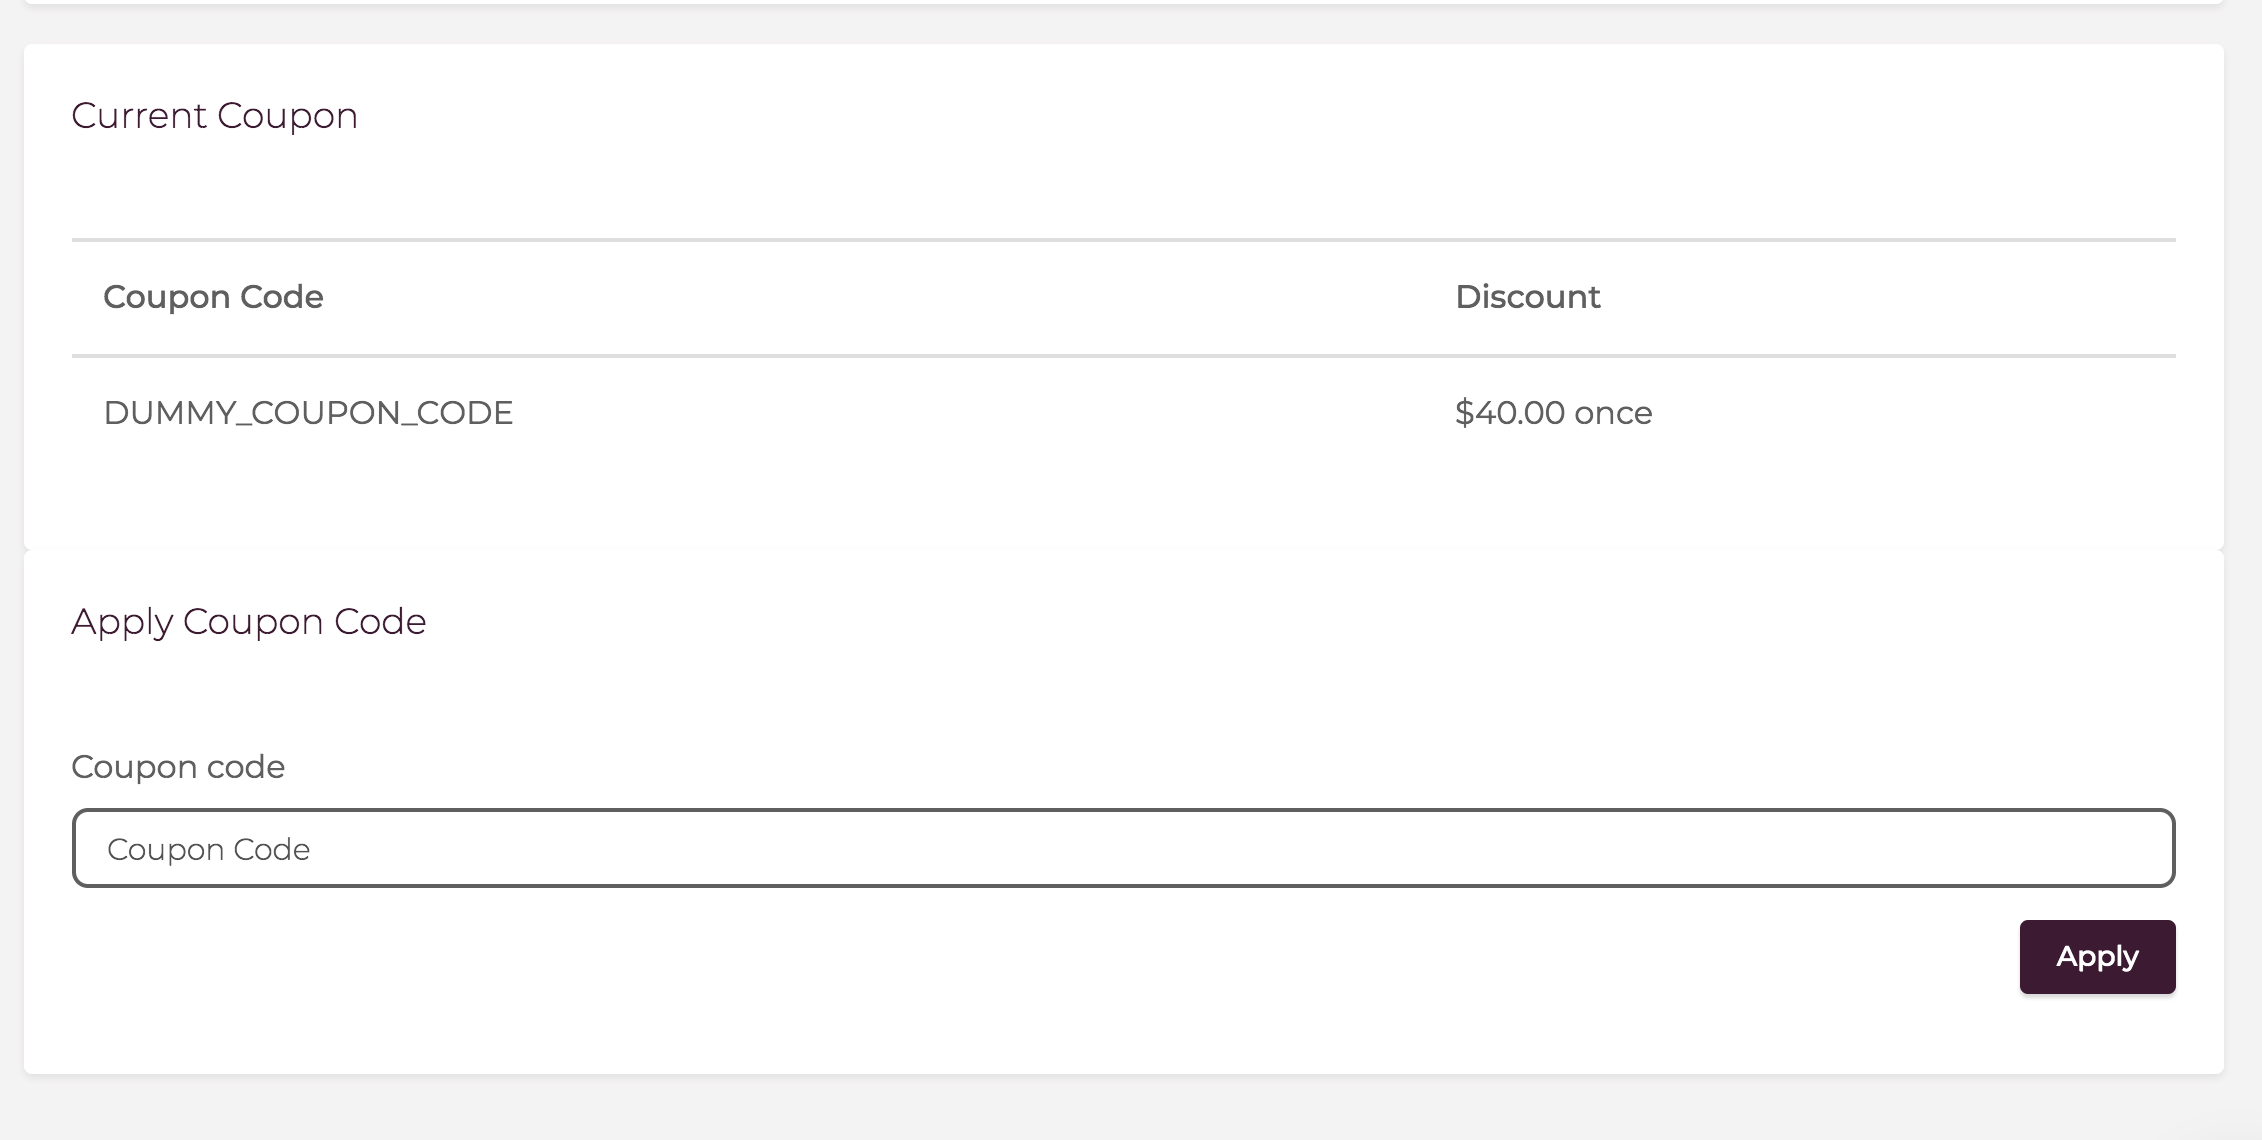 Current Coupon
Coupon Code Discount
DUMMY_COUPON_CODE $40.00 once
Apply Coupon Code
Coupon code
Coupon Code
Apply